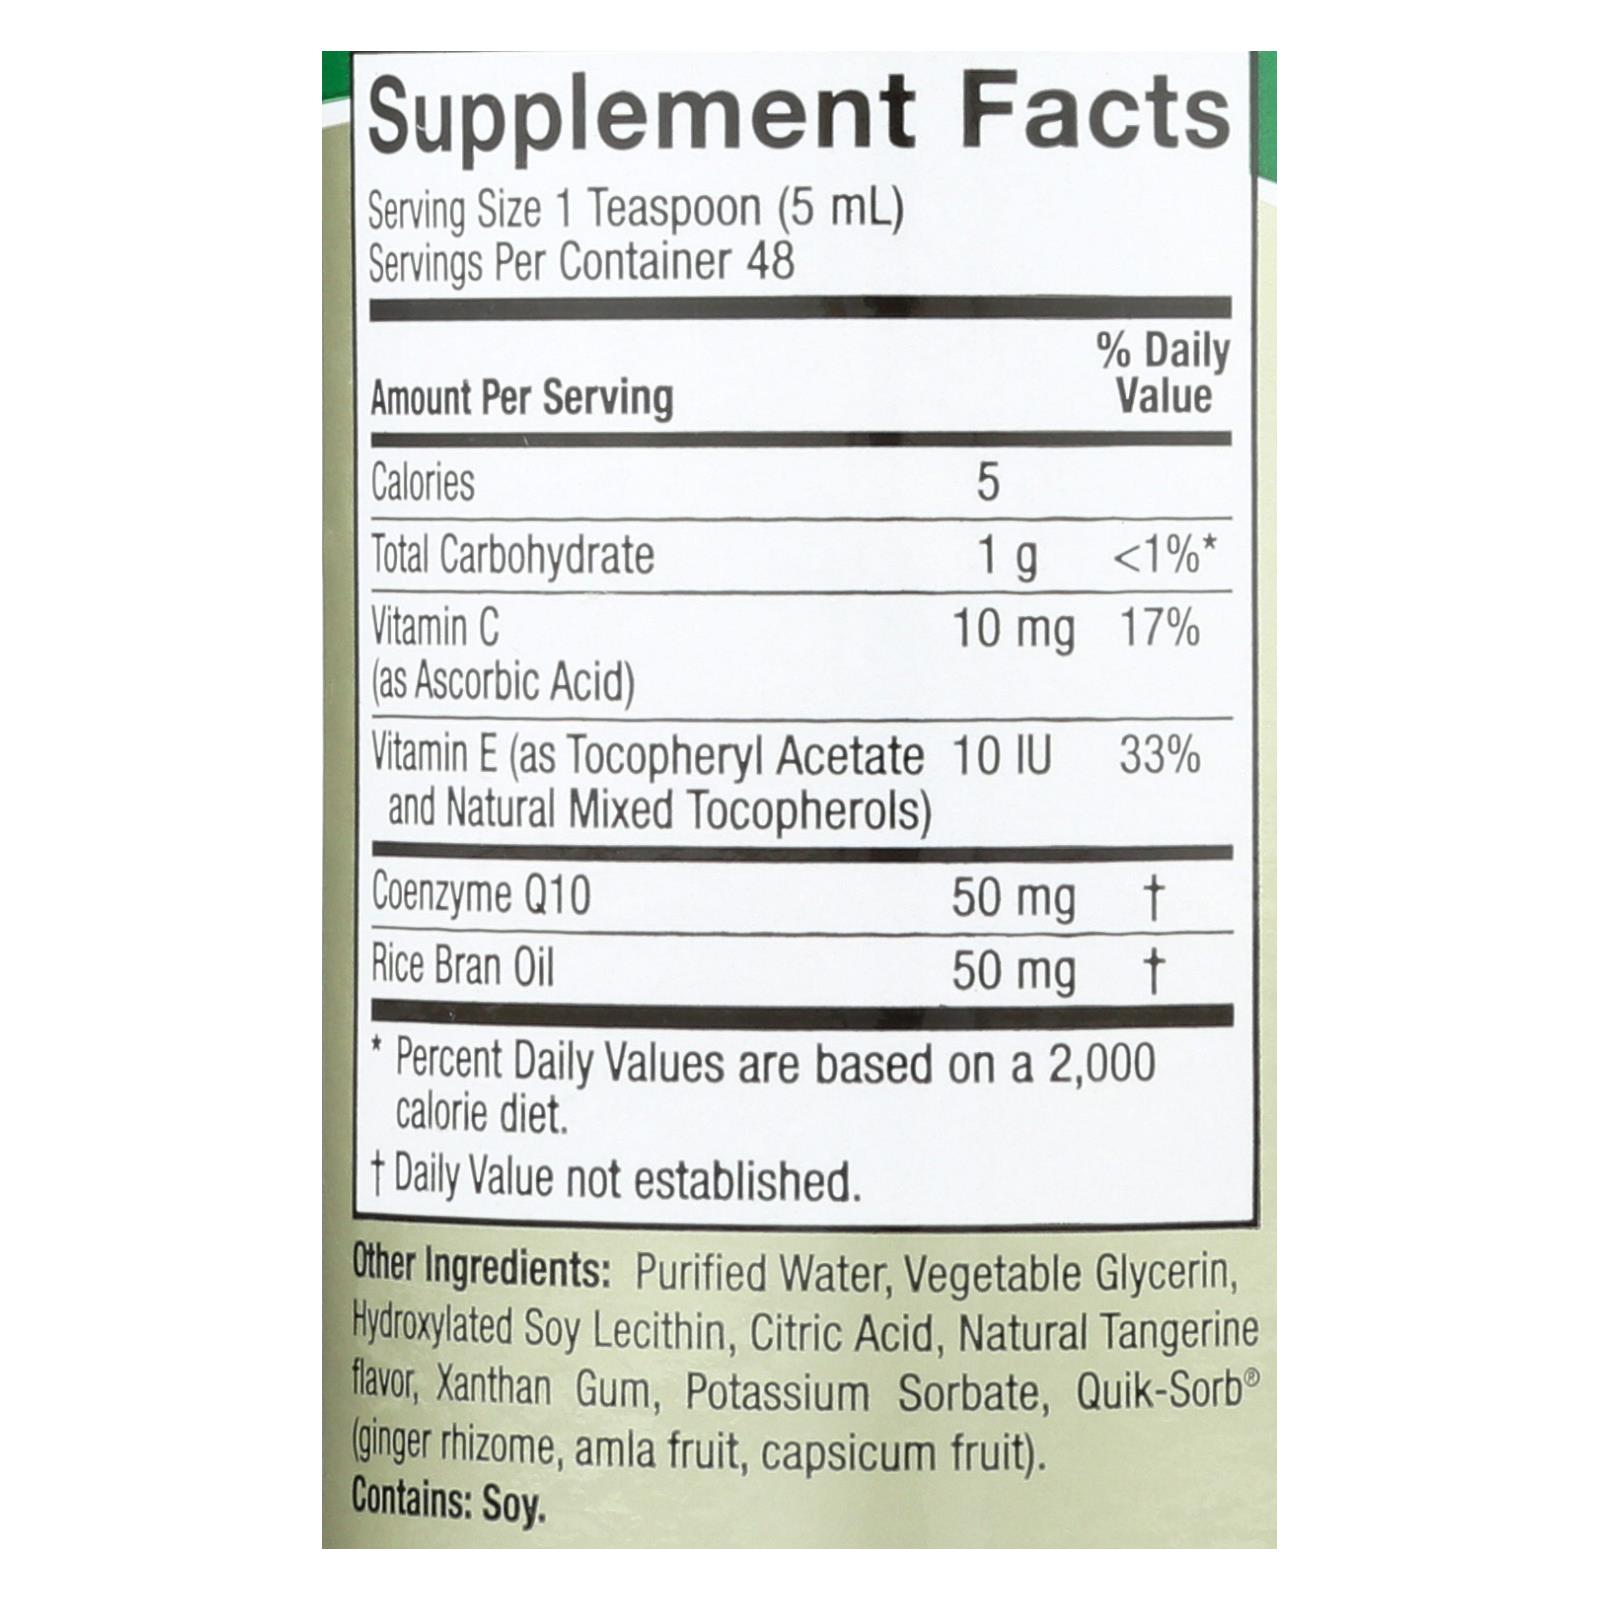 Supplement Facts
Serving Size 1 Teaspoon (5 mL)
Servings Per Container 48
% Daily
Value
Amount Per Serving
Calories 5
Total Carbohydrate 1 g <1%*
Vitamin C 10 mg 17%
(as Ascorbic Acid)
Vitamin E (as Tocopheryl Acetate 10 IU 33%
and Natural Mixed Tocopherols)
Coenzyme Q10 50 mg †
Rice Bran Oil 50 mg †
* Percent Daily Values are based on a 2,000
calorie diet.
† Daily Value not established.
Other Ingredients: Purified Water, Vegetable Glycerin,
Hydroxylated Soy Lecithin, Citric Acid, Natural Tangerine
flavor, Xanthan Gum, Potassium Sorbate, Quik-Sorb®
(ginger rhizome, amla fruit, capsicum fruit).
Contains: Soy.